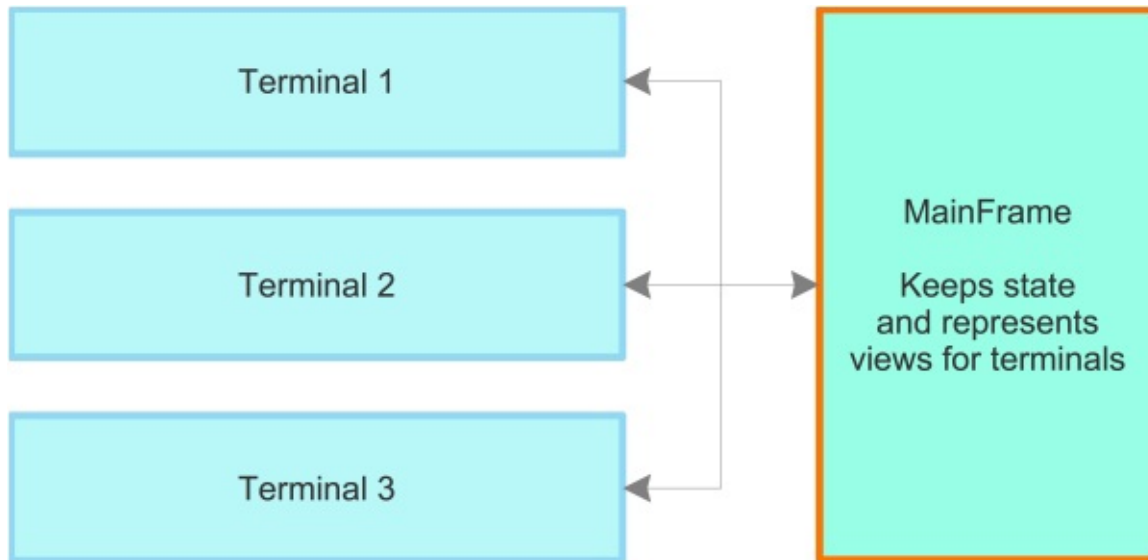 Terminal 1
Terminal 2
Terminal 3
MainFrame
Keeps state
and represents
views for terminals